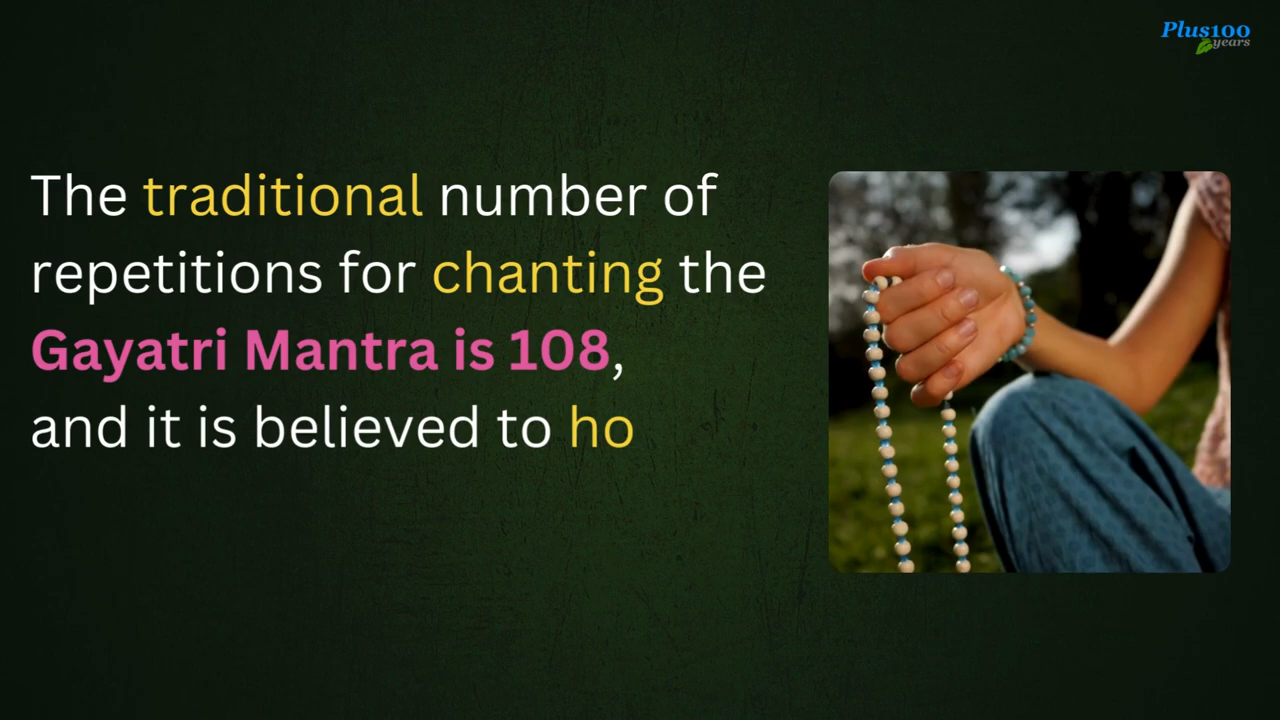 Plus100
years
The traditional number of
repetitions for chanting the
Gayatri Mantra is 108,
and it is believed to ho